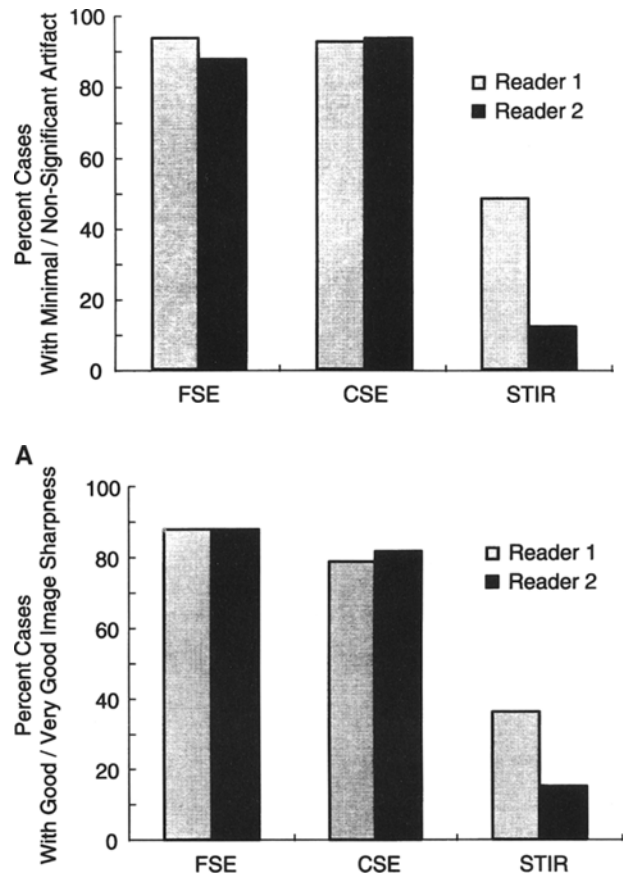 Percent Cases
With Minimal / Non-Significant Artifact
100
80
60
40
20
0
Reader 1
Reader 2
FSE CSE STIR
A
Percent Cases
With Good / Very Good Image Sharpness
100
80
60
40
20
0
Reader 1
Reader 2
FSE CSE STIR